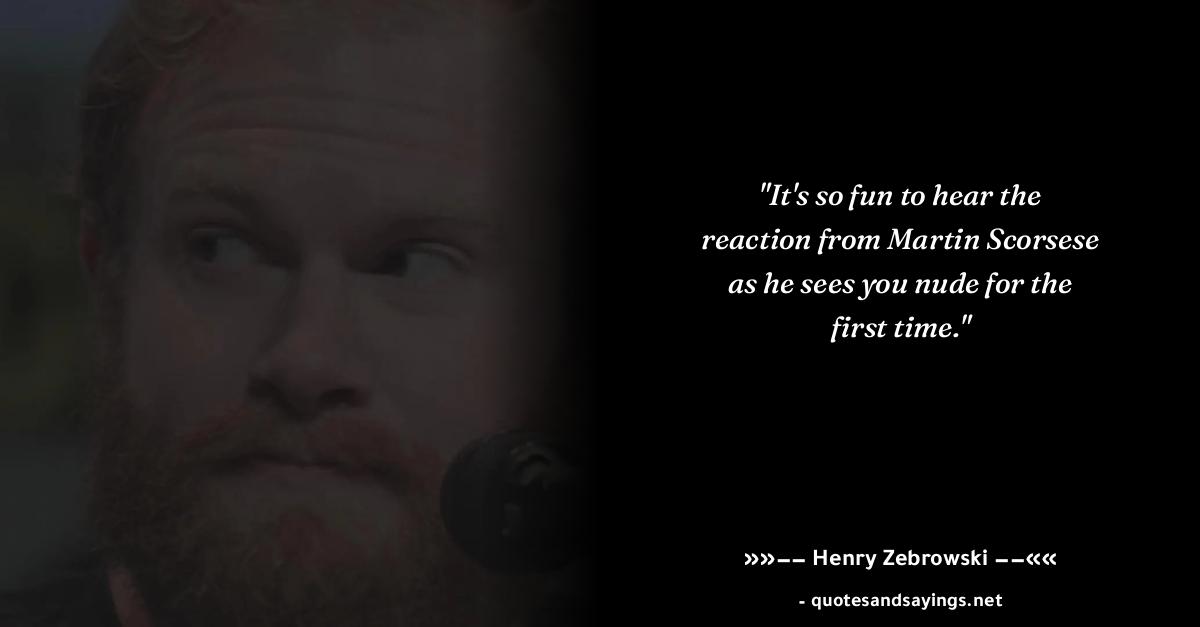 "It's so fun to hear the
reaction from Martin Scorsese
as he sees you nude for the
first time."
»»–– Henry Zebrowski ––««
- quotesandsayings.net